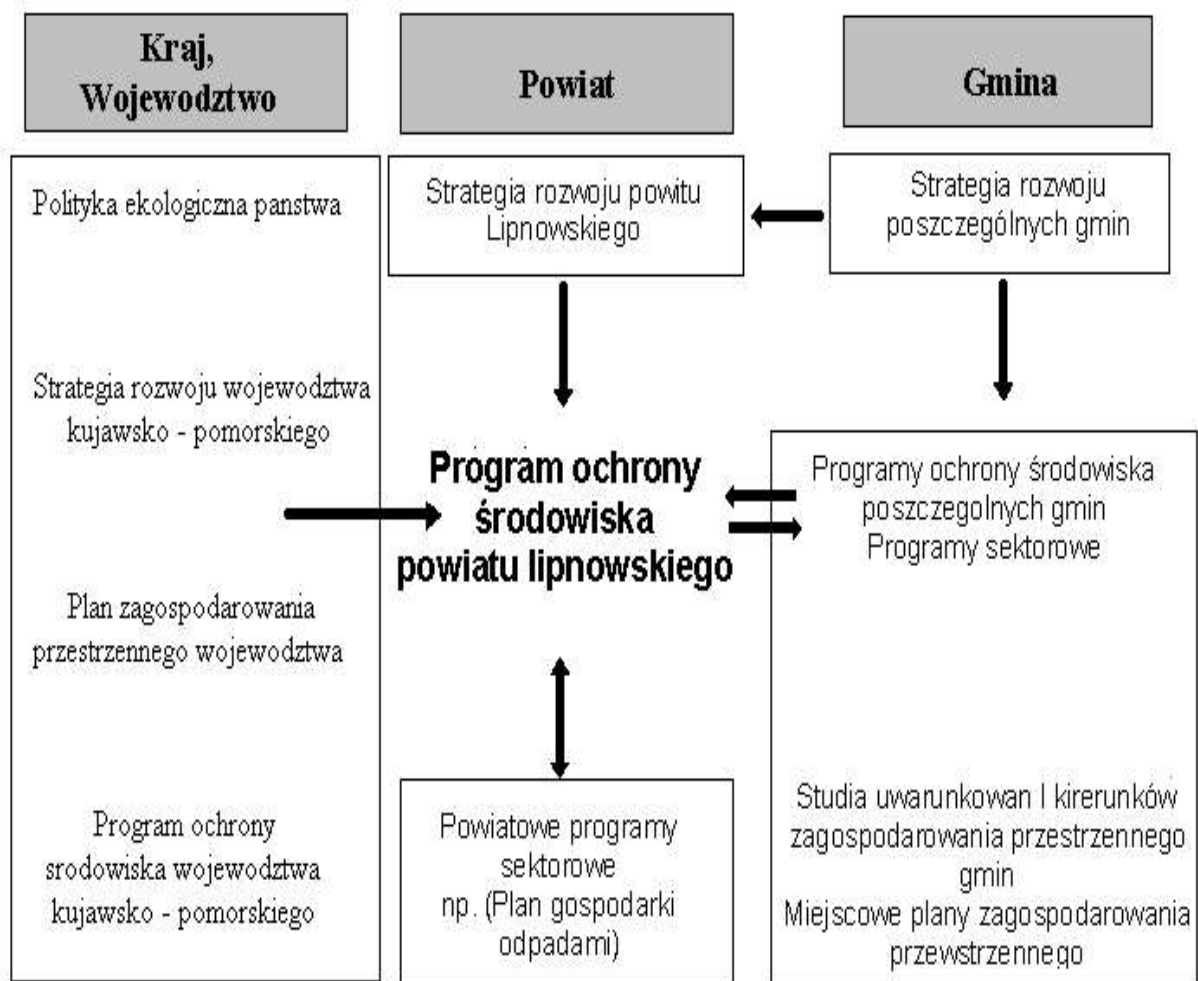 Kraj,
Wojewodztwo
Powiat
Gmina
Polityka ekologiczna panstwa
Strategia rozwoju wojewodztwa
kujawsko - pomorskiego
Plan zagospodarowania
przestrzennego wojewodztwa
Program ochrony
srodowiska wojewodztwa
kujawsko - pomorskiego
Strategia rozwoju powitu
Lipnowskiego
Program ochrony
środowiska
powiatu lipnowskiego
Powiatowe programy
sektorowe
np. (Plan gospodarki
odpadami)
Strategia rozwoju
poszczególnych gmin
Programy ochrony środowiska
poszczegolnych gmin
Programy sektorowe
Studia uwarunkowan I kirerunków
zagospodarowania przestrzennego
gmin
Miejscowe plany zagospodarowania
przewstrzennego